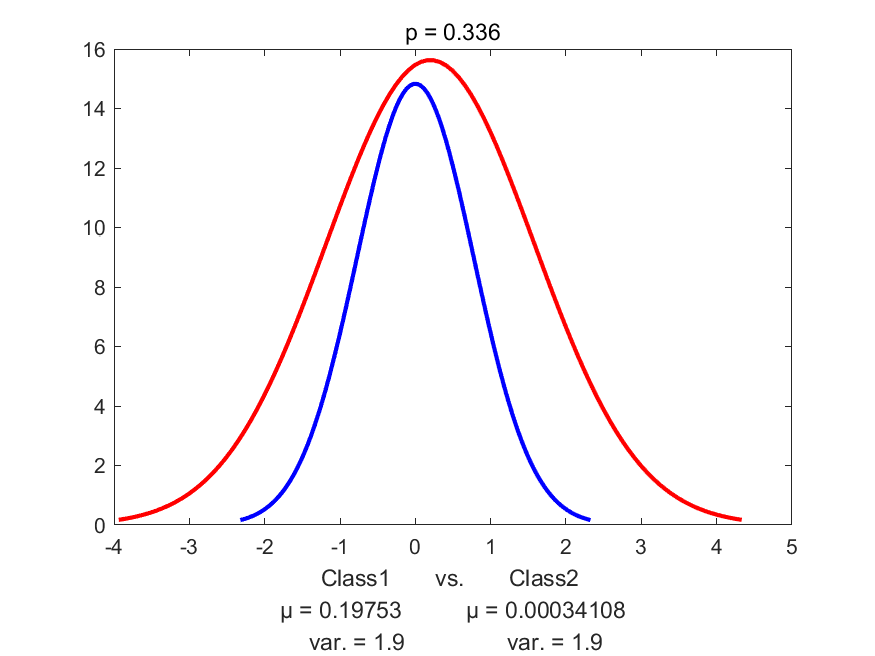 p = 0.336
16
14
12
10
8
6
4
2
0
-4 -3 -2 -1 0 1 2 3 4 5
Class1 vs. Class2
μ = 0.19753 μ = 0.00034108
var. = 1.9 var. = 1.9